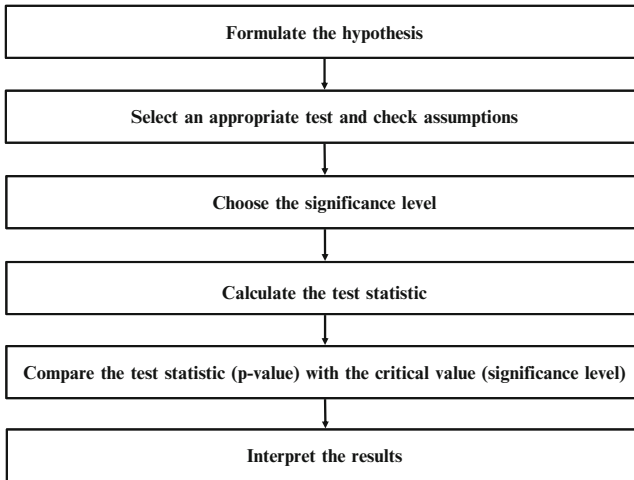 Formulate the hypothesis
Select an appropriate test and check assumptions
Choose the significance level
Calculate the test statistic
Compare the test statistic (p-value) with the critical value (significance level)
Interpret the results